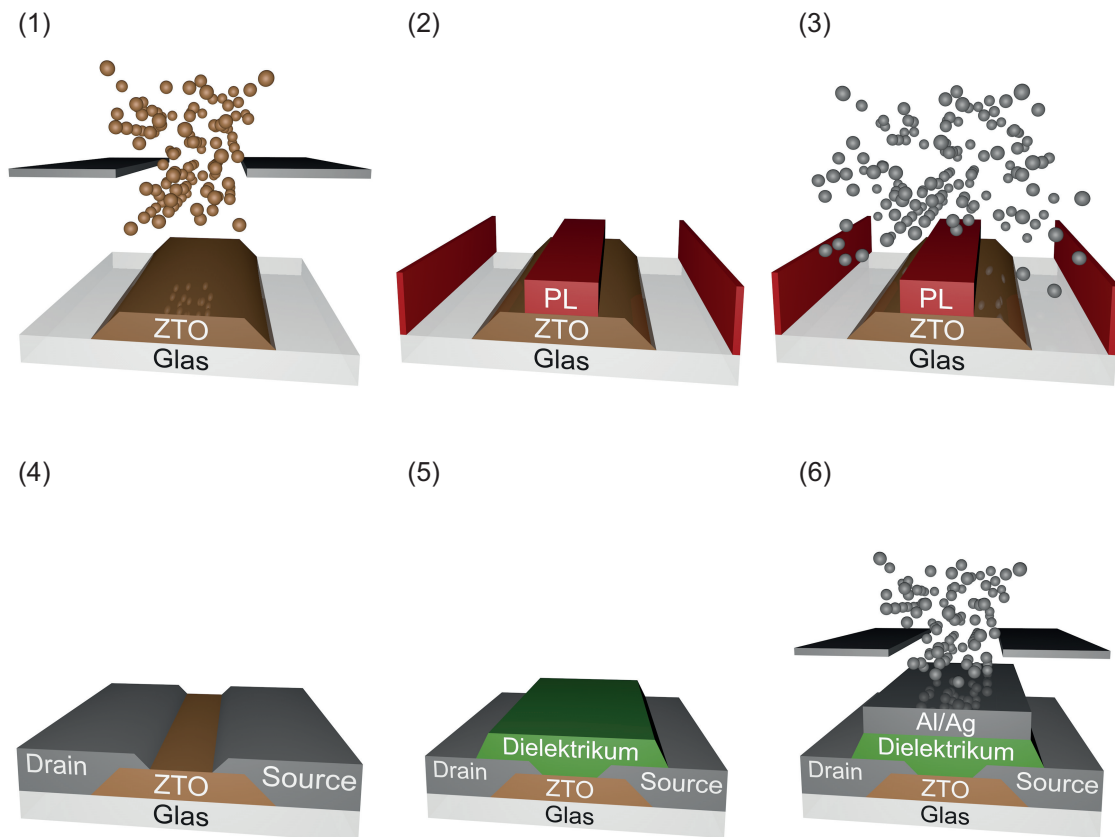 (1)
ZTO
Glas
(2)
PL
ZTO
Glas
(3)
PL
ZTO
Glas
(4)
Drain
Source
ZTO
Glas
(5)
Dielektrikum
Drain
Source
ZTO
Glas
(6)
Al/Ag
Dielektrikum
Drain
Source
ZTO
Glas